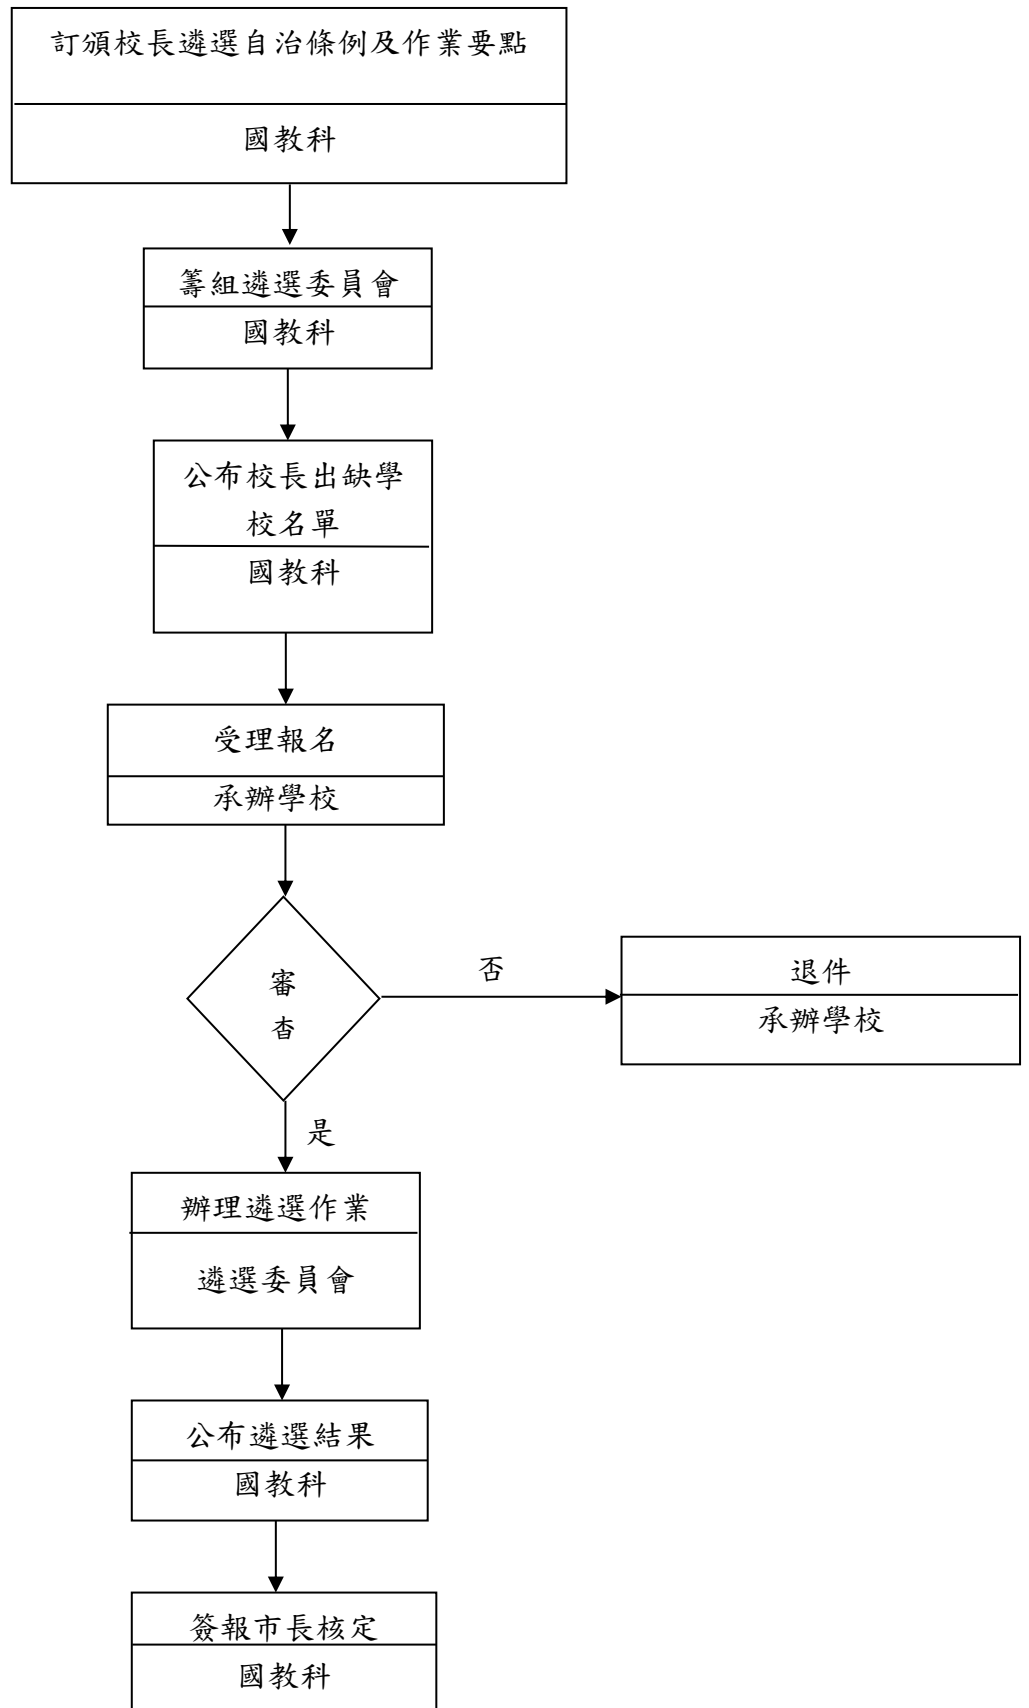 訂頒校長遴選自治條例及作業要點
國教科
籌組遴選委員會
國教科
公布校長出缺學
校名單
國教科
受理報名
承辦學校
審
查
否
退件
承辦學校
是
辦理遴選作業
遴選委員會
公布遴選結果
國教科
簽報市長核定
國教科